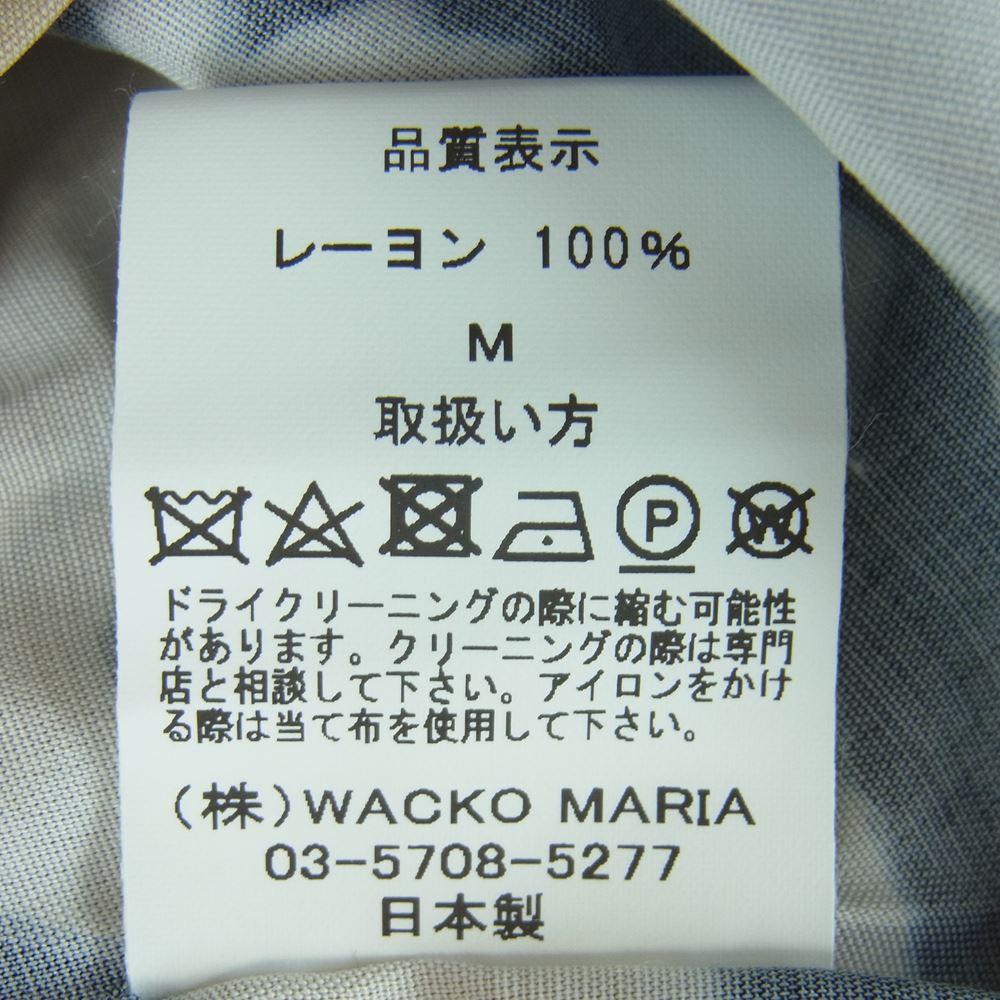 品質表示
レーヨン 100%
M
取扱い方
P W
ドライクリーニングの際に縮む可能性
があります。クリーニングの際は専門
店と相談して下さい。アイロンをかけ
る際は当て布を使用して下さい。
(株)WACKO MARIA
03-5708-5277
日本製